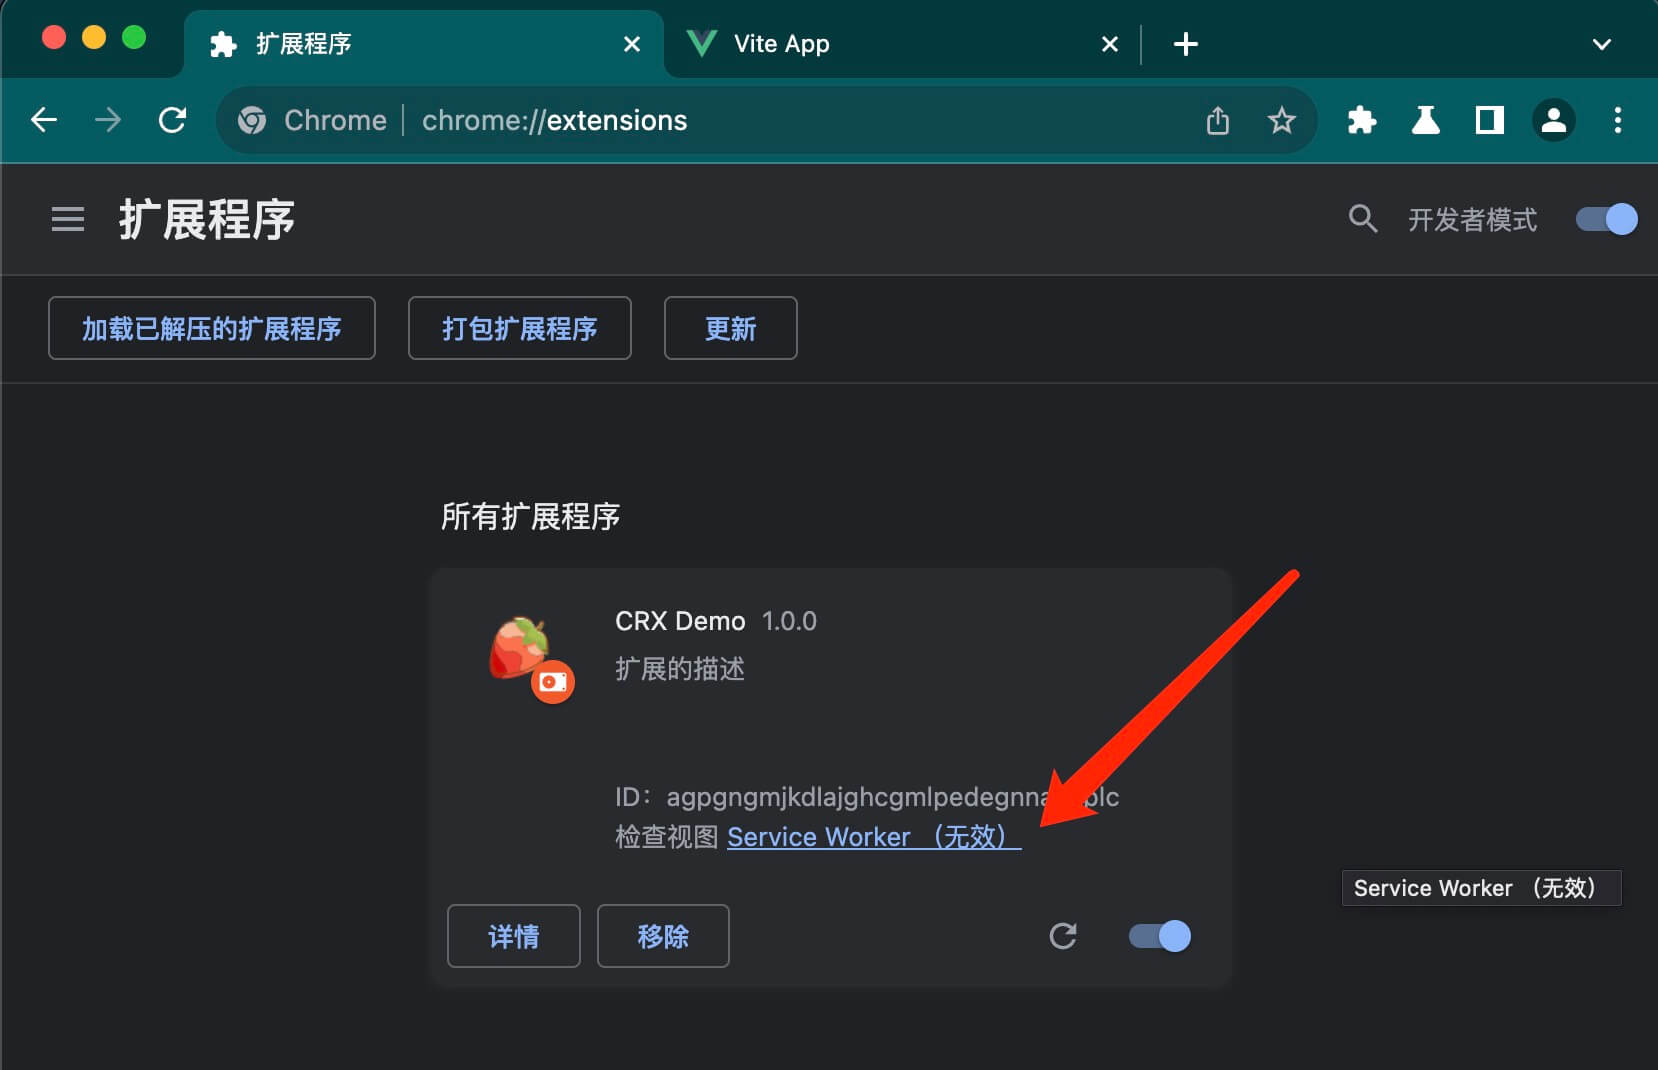 扩展程序
Vite App
Chrome
chrome://extensions
扩展程序
开发者模式
加载已解压的扩展程序
打包扩展程序
更新
所有扩展程序
CRX Demo 1.0.0
扩展的描述
ID:
检查视图 Service Worker （无效）
Service Worker （无效）
详情
移除